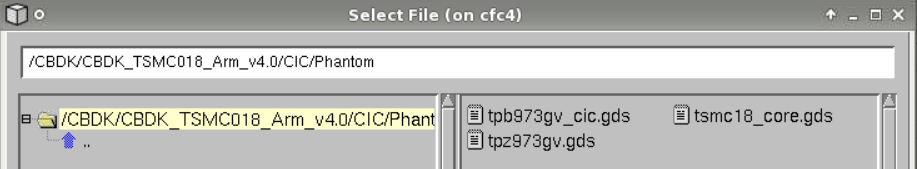 Select File (on cfc4)
/CBDK/CBDK_TSMC018_Arm_v4.0/CIC/Phantom
/CBDK/CBDK_TSMC018_Arm_v4.0/CIC/Phant
..
tpb973gv_cic.gds tsmc18_core.gds
tpz973gv.gds